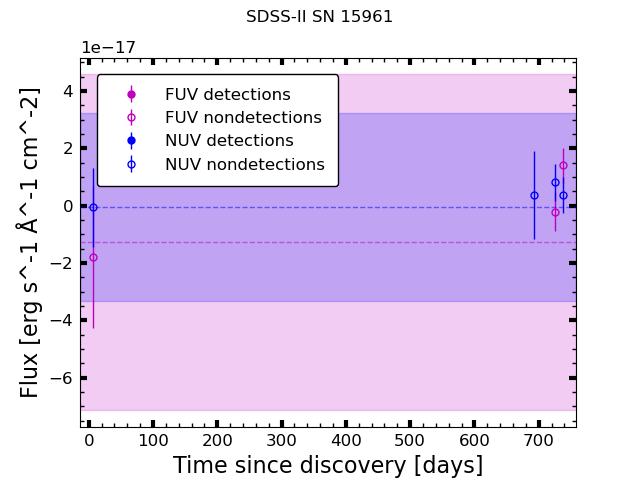 SDSS-II SN 15961
1e−17
FUV detections
FUV nondetections
NUV detections
NUV nondetections
4
2
0
−2
−4
−6
0 100 200 300 400 500 600 700
Time since discovery [days]
Flux [erg s^-1 Å^-1 cm^-2]